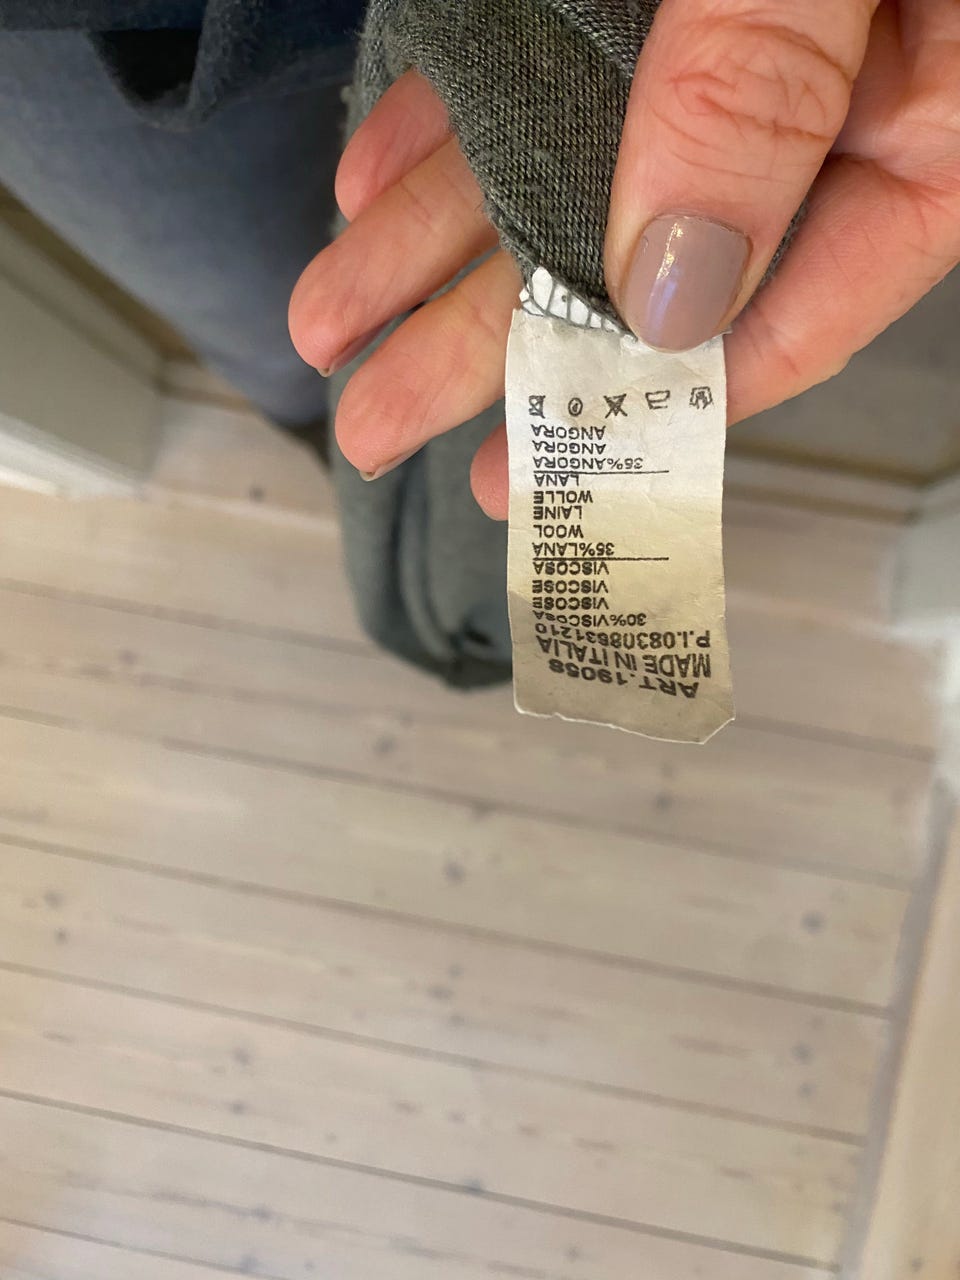 ART.19058
MADE IN ITALIA
P.I.08308631210
30%VISCOSA
VISCOSE
VISCOSE
VISCOSA
35%LANA
WOOL
LAINE
WOLLE
LANA
35%ANGORA
ANGORA
ANGORA